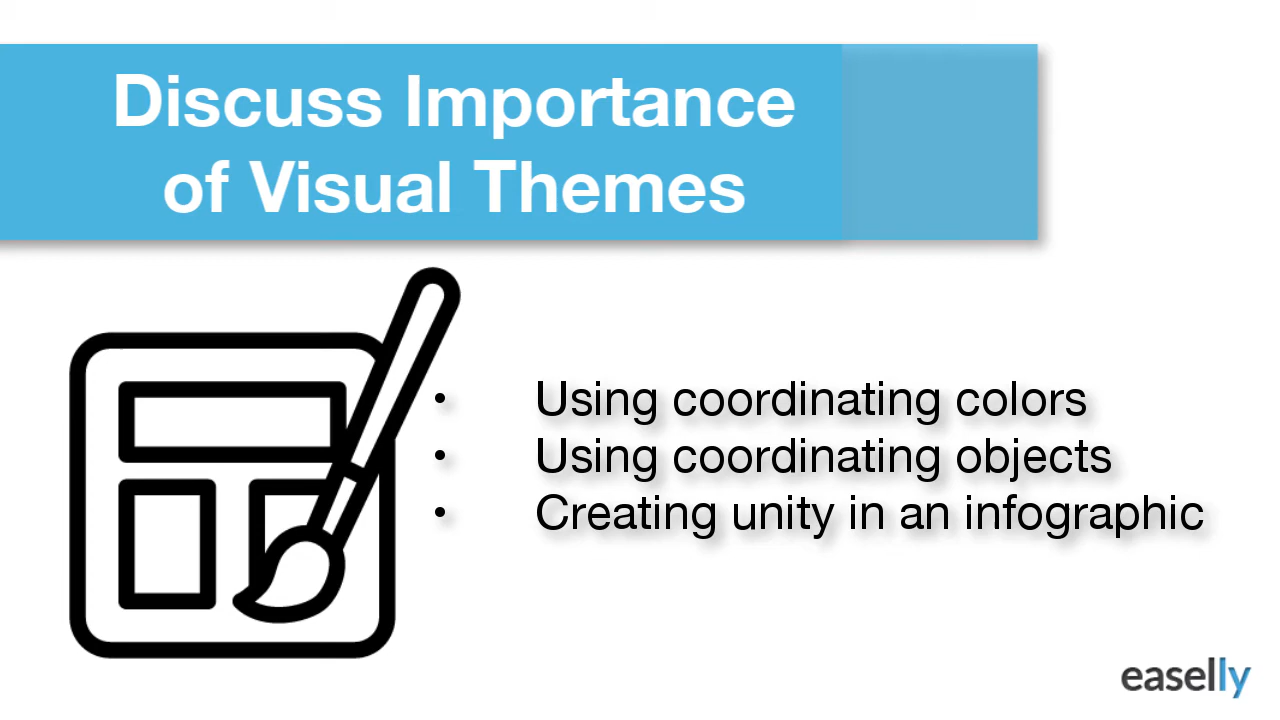 Discuss Importance
of Visual Themes
• Using coordinating colors
• Using coordinating objects
• Creating unity in an infographic
easelly